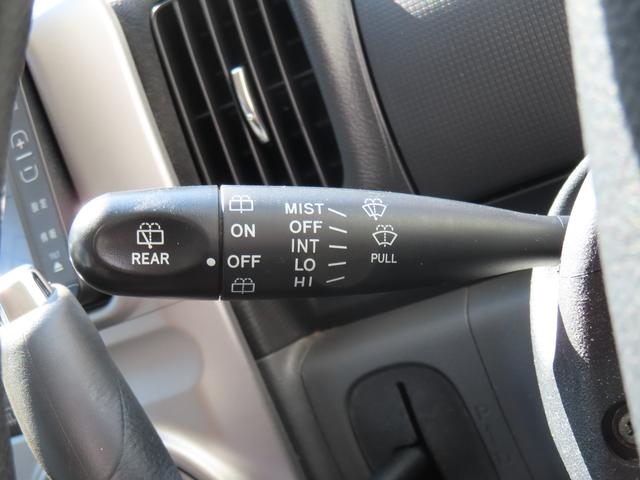 REAR
ON
OFF
MIST
OFF
INT
LO
HI
PULL